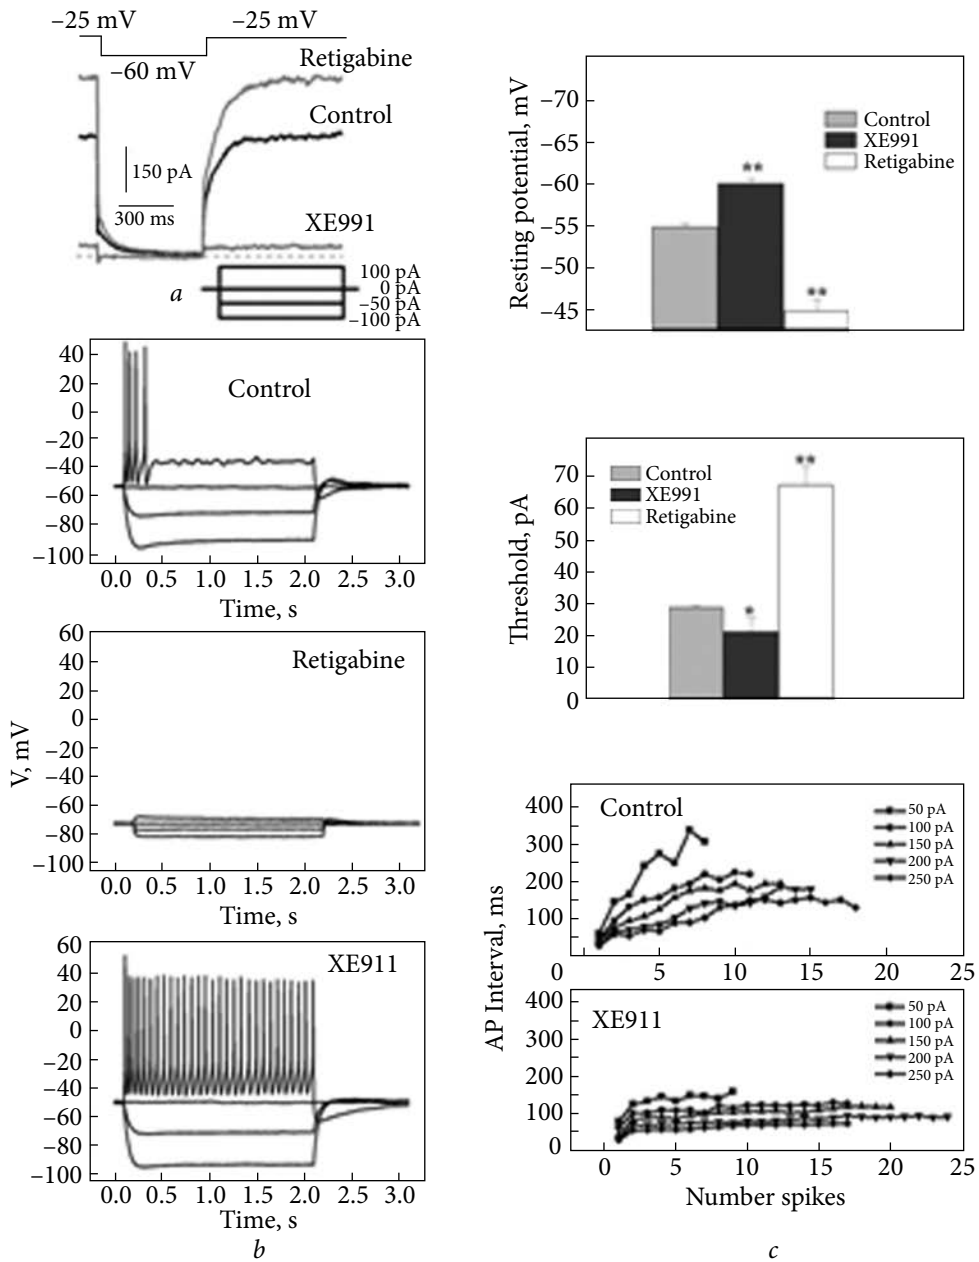 –25 mV
–25 mV
–60 mV
Retigabine
Control
150 pA
300 ms
XE991
a
100 pA
0 pA
–50 pA
–100 pA
40
20
0
–20
–40
–60
–80
–100
Control
0.0 0.5 1.0 1.5 2.0 2.5 3.0
Time, s
V, mV
60
40
20
0
–20
–40
–60
–80
–100
Retigabine
0.0 0.5 1.0 1.5 2.0 2.5 3.0
Time, s
60
40
20
0
–20
–40
–60
–80
–100
XE911
0.0 0.5 1.0 1.5 2.0 2.5 3.0
Time, s
b
Resting potential, mV
–70
–65
–60
–55
–50
–45
Control
XE991
Retigabine
**
**
Threshold, pA
70
60
50
40
30
20
10
0
Control
XE991
Retigabine
*
**
AP Interval, ms
400
300
200
100
Control
50 pA
100 pA
150 pA
200 pA
250 pA
0 5 10 15 20 25
400
300
200
100
0
XE911
50 pA
100 pA
150 pA
200 pA
250 pA
0 5 10 15 20 25
Number spikes
c